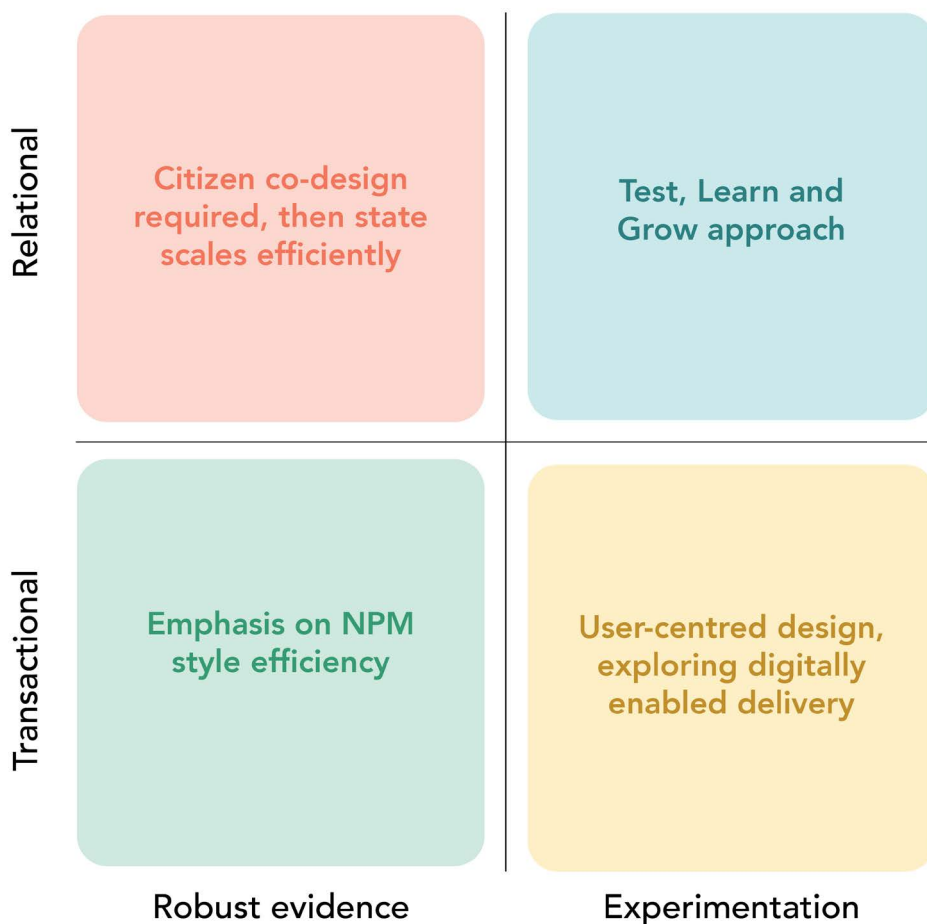 Relational
Citizen co-design
required, then state
scales efficiently
Test, Learn and
Grow approach
Transactional
Emphasis on NPM
style efficiency
User-centred design,
exploring digitally
enabled delivery
Robust evidence
Experimentation